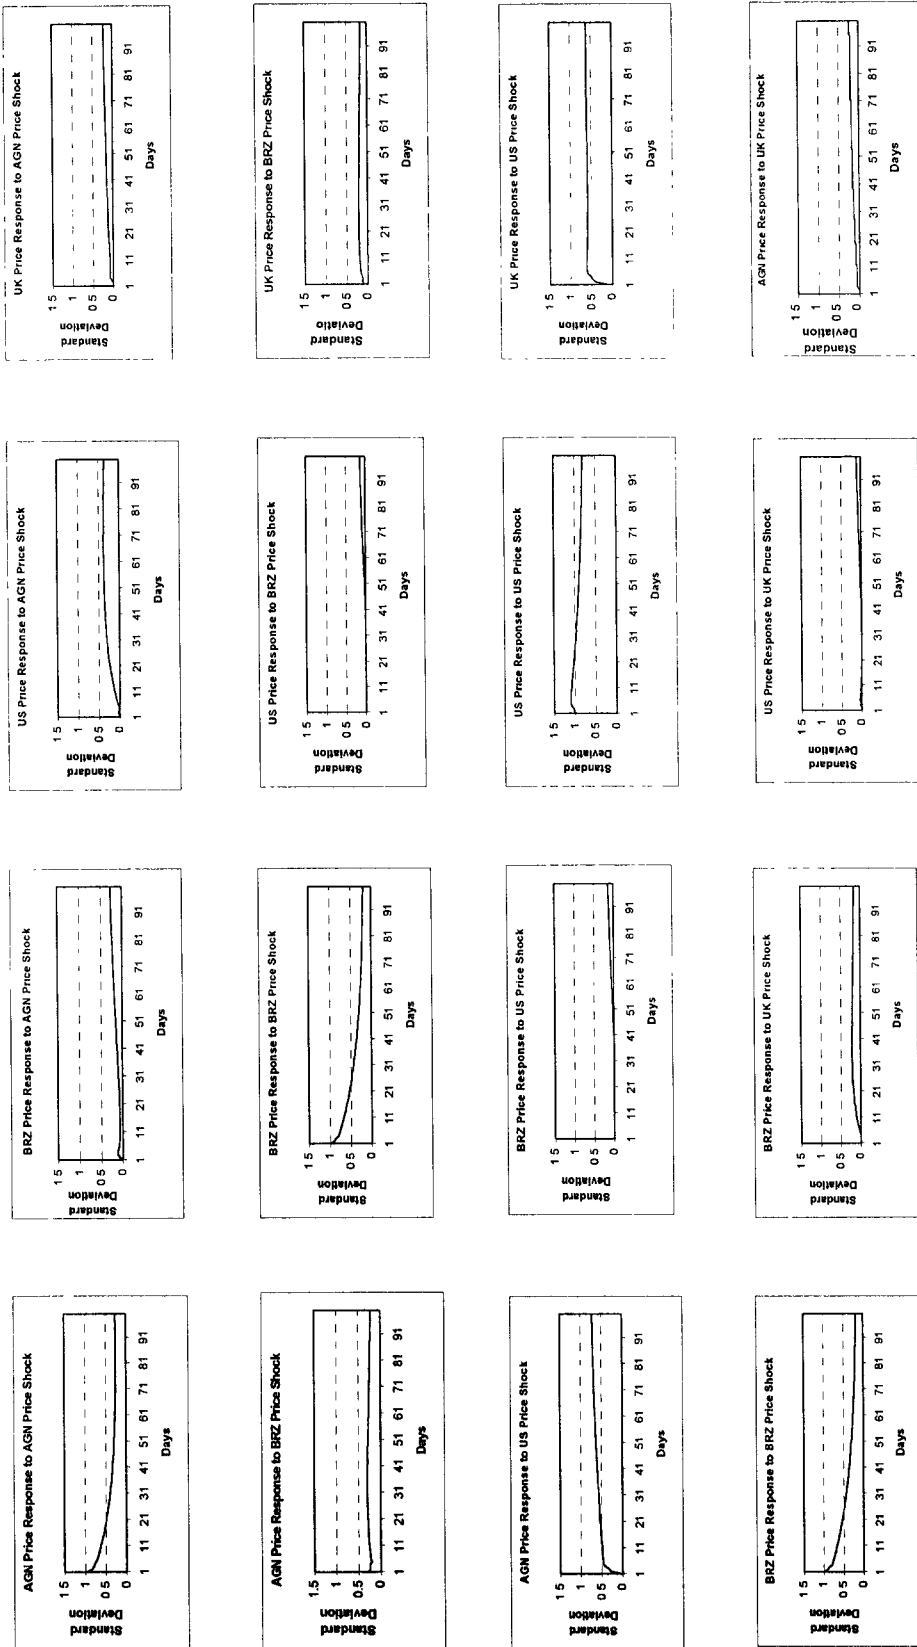 AGN Price Response to AGN Price Shock
Standard
Deviation
1 5
1
0 5
0
1 11 21 31 41 51 61 71 81 91
Days
BRZ Price Response to AGN Price Shock
Standard
Deviation
1 5
1
0 5
0
1 11 21 31 41 51 61 71 81 91
Days
US Price Response to AGN Price Shock
Standard
Deviation
1 5
1
0 5
0
1 11 21 31 41 51 61 71 81 91
Days
UK Price Response to AGN Price Shock
Standard
Deviation
1 5
1
0 5
0
1 11 21 31 41 51 61 71 81 91
Days
AGN Price Response to BRZ Price Shock
Standard
Deviation
1.5
1
0.5
0
1 11 21 31 41 51 61 71 81 91
Days
BRZ Price Response to BRZ Price Shock
Standard
Deviation
1 5
1
0 5
0
1 11 21 31 41 51 61 71 81 91
Days
US Price Response to BRZ Price Shock
Standard
Deviation
1 5
1
0 5
0
1 11 21 31 41 51 61 71 81 91
Days
UK Price Response to BRZ Price Shock
Standard
Deviatio
1 5
1
0 5
0
1 11 21 31 41 51 61 71 81 91
Days
AGN Price Response to US Price Shock
Standard
Deviation
1 5
1
0 5
0
1 11 21 31 41 51 61 71 81 91
Days
BRZ Price Response to US Price Shock
Standard
Deviation
1 5
1
0 5
0
1 11 21 31 41 51 61 71 81 91
Days
US Price Response to US Price Shock
Standard
Deviation
1 5
1
0 5
0
1 11 21 31 41 51 61 71 81 91
Days
UK Price Response to US Price Shock
Standard
Deviation
1 5
1
0 5
0
1 11 21 31 41 51 61 71 81 91
Days
BRZ Price Response to BRZ Price Shock
Standard
Deviation
1 5
1
0 5
0
1 11 21 31 41 51 61 71 81 91
Days
BRZ Price Response to UK Price Shock
Standard
Deviation
1 5
1
0 5
0
1 11 21 31 41 51 61 71 81 91
Days
US Price Response to UK Price Shock
Standard
Deviation
1 5
1
0 5
0
1 11 21 31 41 51 61 71 81 91
Days
AGN Price Response to UK Price Shock
Standard
Deviation
1 5
1
0 5
0
1 11 21 31 41 51 61 71 81 91
Days